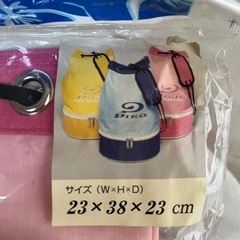 PIKO
サイズ (W×H×D)
23×38×23 cm